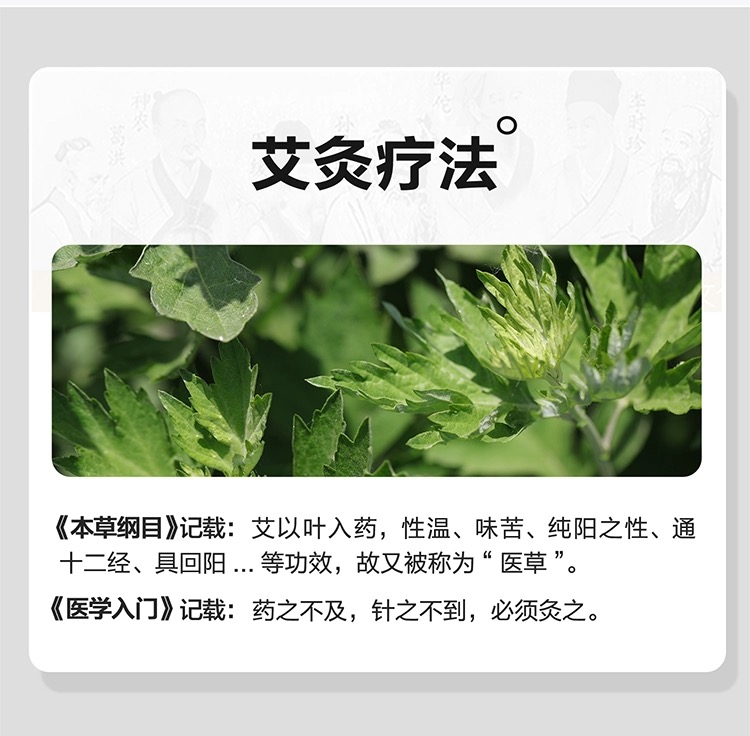 神农
葛洪
孙
华佗
李时珍
艾灸疗法
《本草纲目》记载：艾以叶入药，性温、味苦、纯阳之性、通
十二经、具回阳 ... 等功效，故又被称为 “ 医草 ”。
《医学入门》记载：药之不及，针之不到，必须灸之。